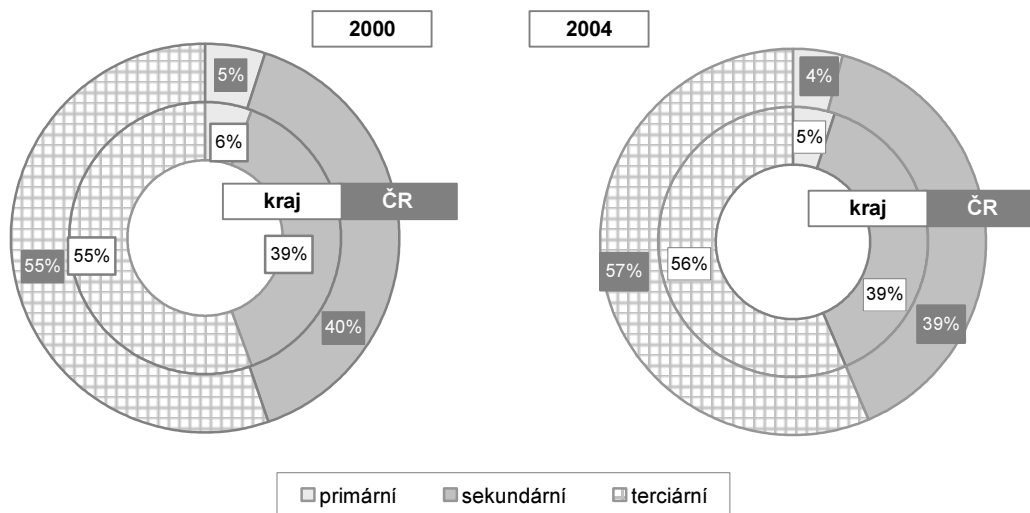 2000
2004
5%
4%
6%
5%
kraj
ČR
kraj
ČR
55%
55%
39%
57%
56%
39%
40%
39%
primární
sekundární
terciární